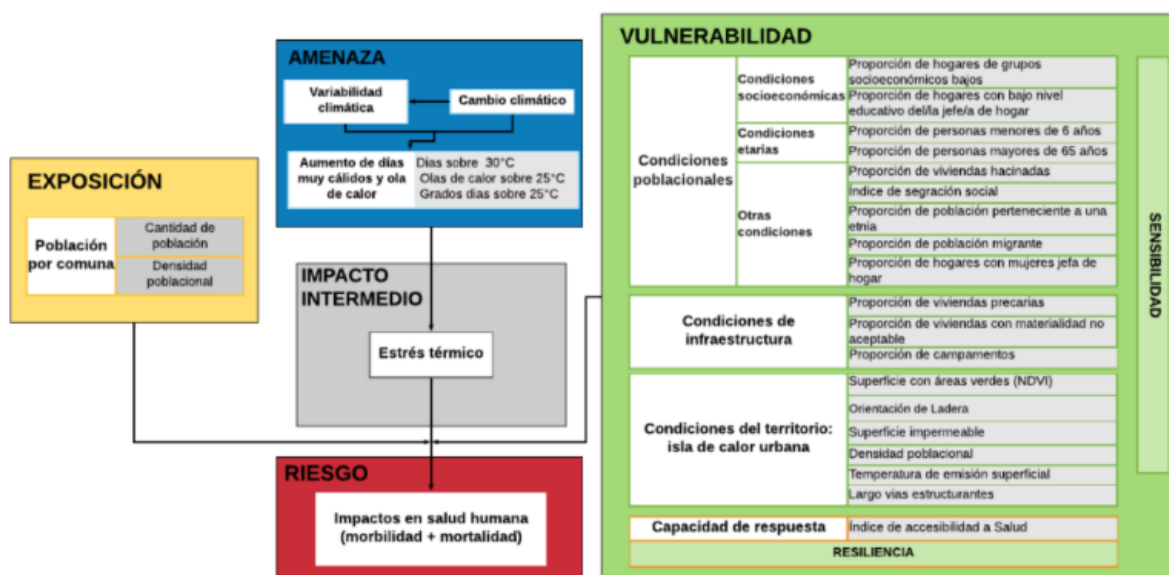 EXPOSICIÓN
Población
por comuna
Cantidad de
población
Densidad
poblacional
AMENAZA
Variabilidad
climática
Cambio climático
Aumento de días
muy cálidos y ola
de calor
Dias sobre 30°C
Olas de calor sobre 25°C
Grados dias sobre 25°C
IMPACTO
INTERMEDIO
Estrés térmico
RIESGO
Impactos en salud humana
(morbilidad + mortalidad)
VULNERABILIDAD
Condiciones
poblacionales
Condiciones
socioeconómicas
Proporción de hogares de grupos
socioeconómicos bajos
Proporción de hogares con bajo nivel
educativo del/la jefe/a de hogar
Condiciones
etarias
Proporción de personas menores de 6 años
Proporción de personas mayores de 65 años
Otras
condiciones
Proporción de viviendas hacinadas
Índice de segración social
Proporción de población perteneciente a una
etnia
Proporción de población migrante
Proporción de hogares con mujeres jefa de
hogar
Condiciones de
infraestructura
Proporción de viviendas precarias
Proporción de viviendas con materialidad no
aceptable
Proporción de campamentos
Condiciones del territorio:
isla de calor urbana
Superficie con áreas verdes (NDVI)
Orientación de Ladera
Superficie impermeable
Densidad poblacional
Temperatura de emisión superficial
Largo vias estructurantes
SENSIBILIDAD
Capacidad de respuesta
Índice de accesibilidad a Salud
RESILIENCIA